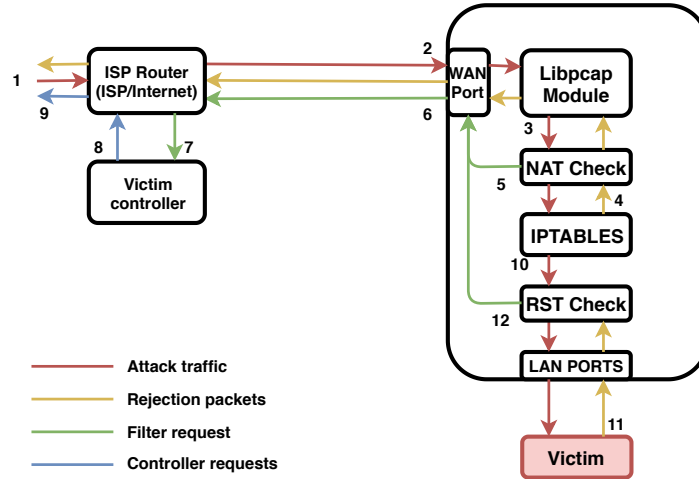 2
1
ISP Router
(ISP/Internet)
WAN
Port
Libpcap
Module
9
6
3
8
7
5
NAT Check
Victim
controller
4
IPTABLES
10
RST Check
12
LAN PORTS
Attack traffic
Rejection packets
Filter request
Controller requests
11
Victim